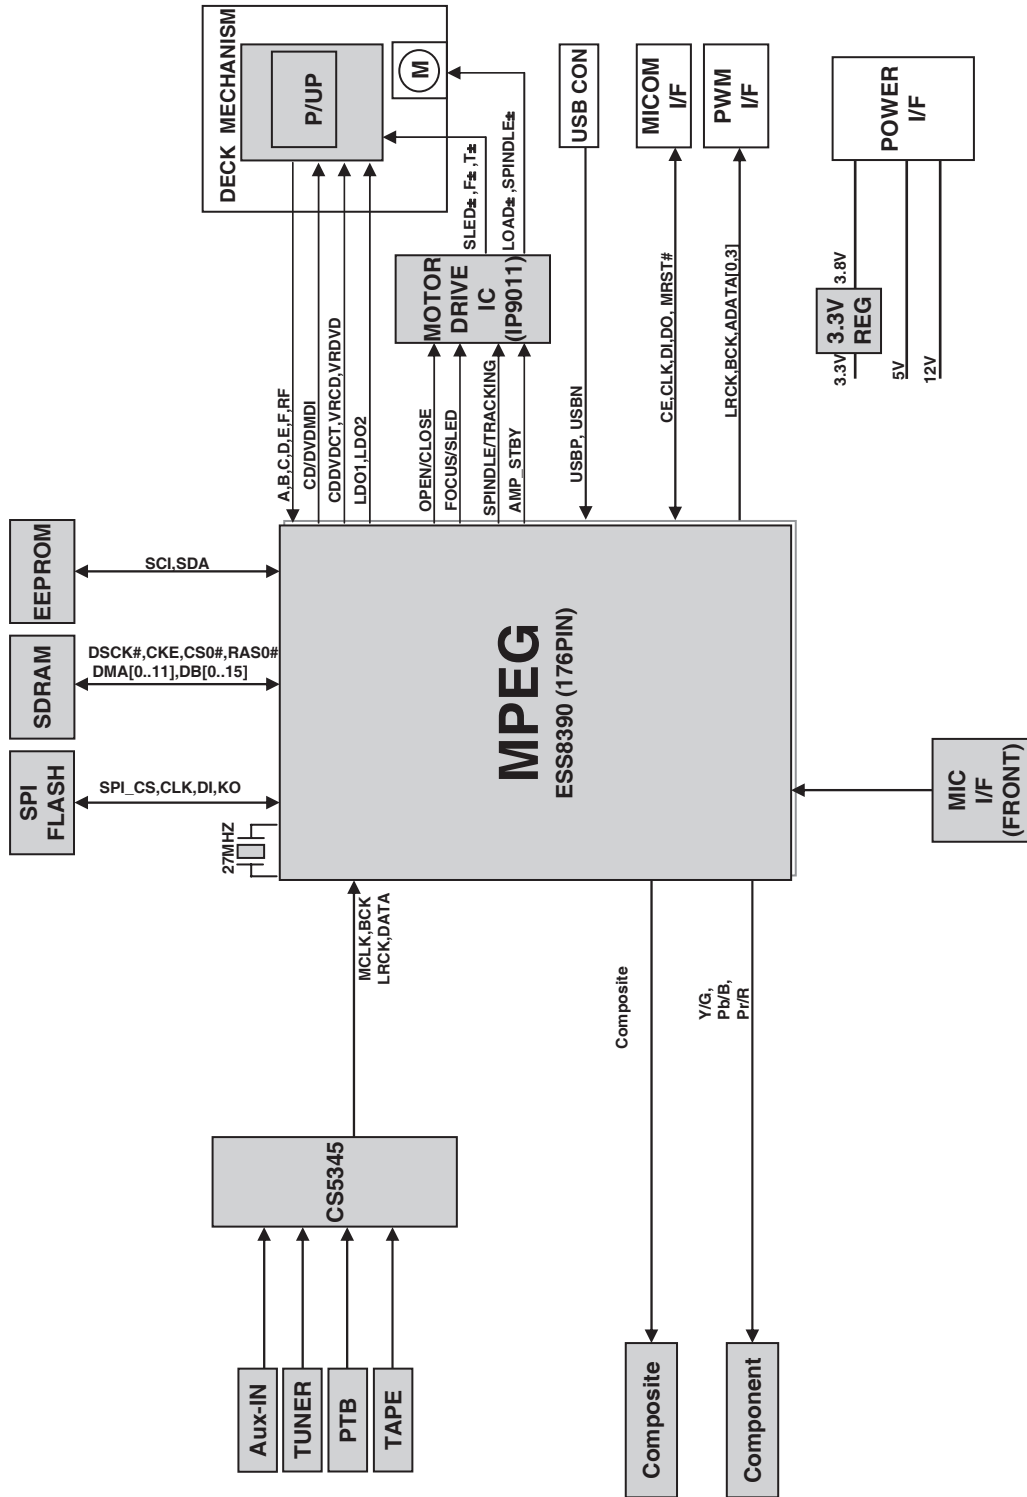 EEPROM
SDRAM
SPI
FLASH
SCI,SDA
DSCK#,CKE,CS0#,RAS0#
DMA[0..11],DB[0..15]
SPI_CS,CLK,DI,KO
27MHZ
DECK MECHANISM
P/UP
M
A,B,C,D,E,F,RF
CD/DVDMDI
CDDVDCT,VRCD,VRDVD
LDO1,LDO2
SLED±,F±,T±
LOAD±,SPINDLE±
MOTOR
DRIVE
IC
(IP9011)
OPEN/CLOSE
FOCUS/SLED
SPINDLE/TRACKING
AMP_STBY
USB CON
USBP, USBN
MICOM
I/F
CE,CLK,DI,DO, MRST#
PWM
I/F
LRCK,BCK,ADATA[0,3]
POWER
I/F
3.8V
3.3V
REG
3.3V
5V
12V
MPEG
ESS8390 (176PIN)
MIC
I/F
(FRONT)
MCLK,BCK
LRCK,DATA
CS5345
Aux-IN
TUNER
PTB
TAPE
Composite
Y/G,
Pb/B,
Pr/R
Composite
Component